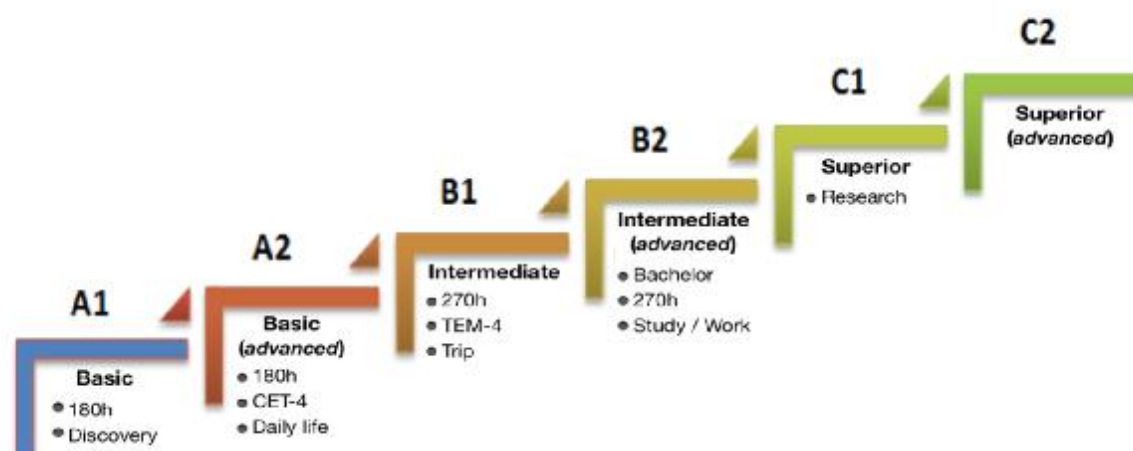 A1
Basic
180h
Discovery
A2
Basic
(advanced)
180h
CET-4
Daily life
B1
Intermediate
270h
TEM-4
Trip
B2
Intermediate
(advanced)
Bachelor
270h
Study / Work
C1
Superior
Research
C2
Superior
(advanced)